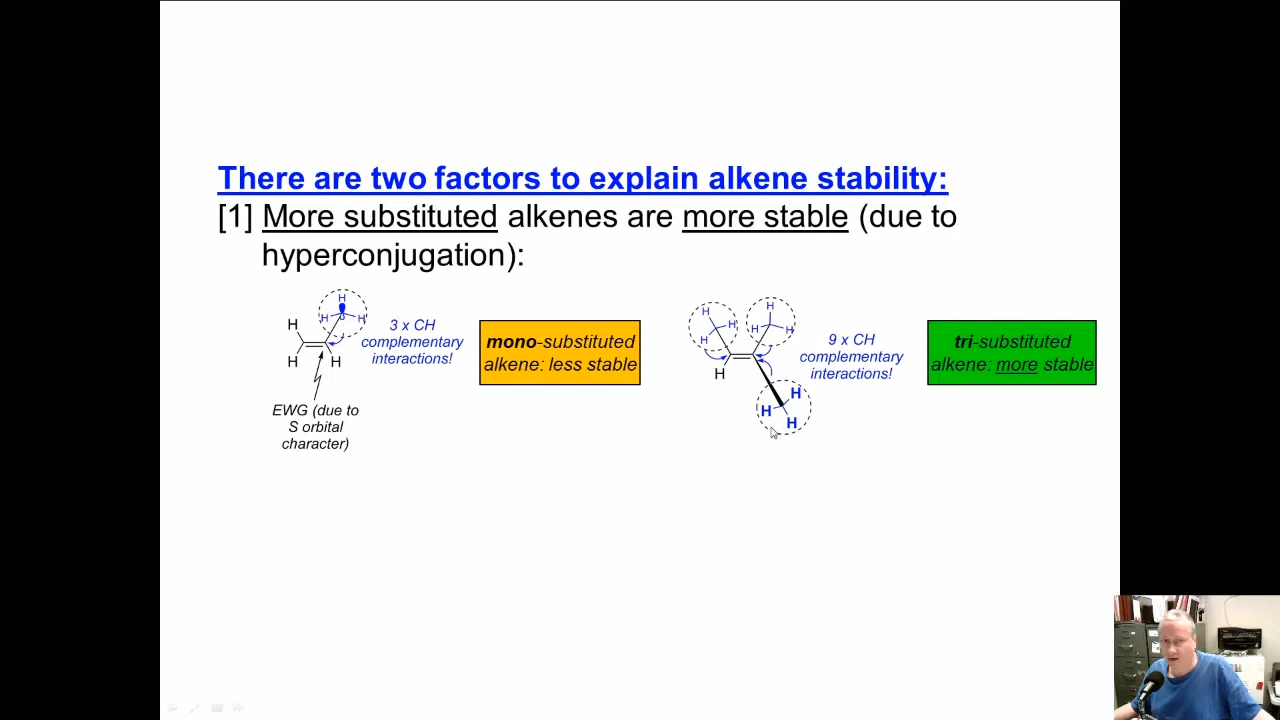 There are two factors to explain alkene stability:
[1] More substituted alkenes are more stable (due to
hyperconjugation):
H
H H
H
H H
3 x CH
complementary
interactions!
mono-substituted
alkene: less stable
EWG (due to
S orbital
character)
H
H
H
H
H H
H
H
H
H
9 x CH
complementary
interactions!
tri-substituted
alkene: more stable